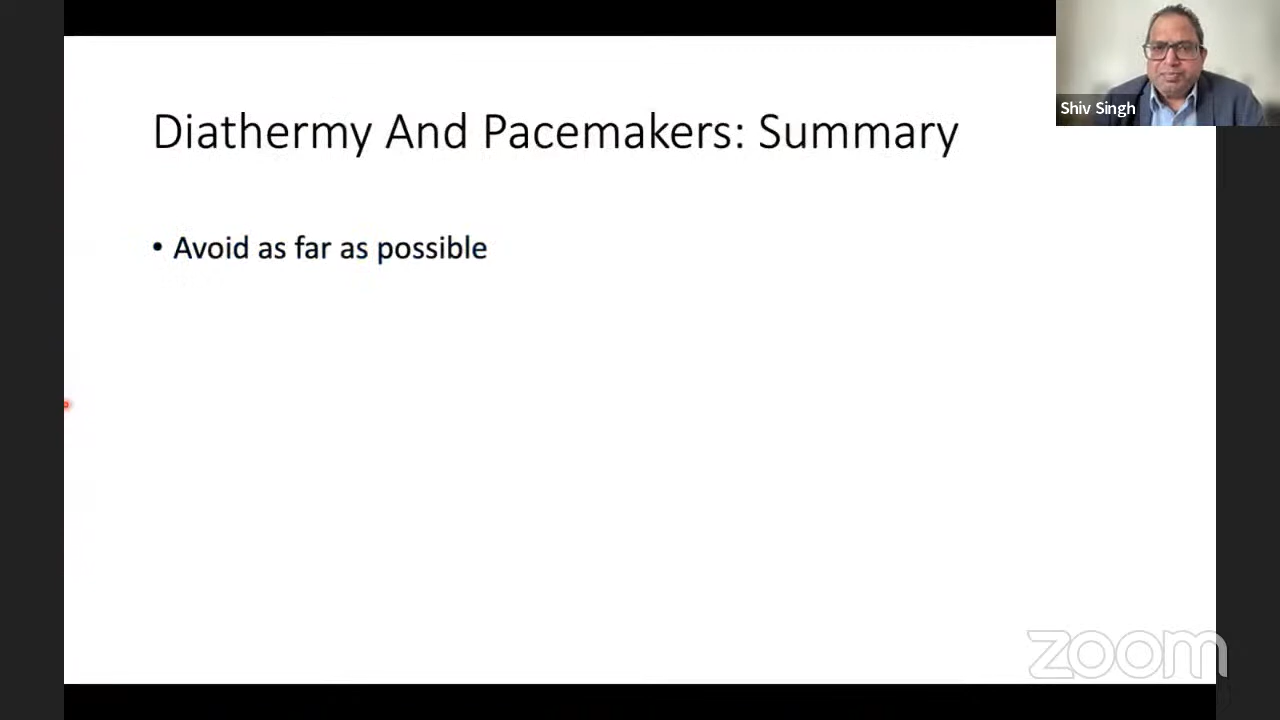 Shiv Singh
Diathermy And Pacemakers: Summary
• Avoid as far as possible
zoom